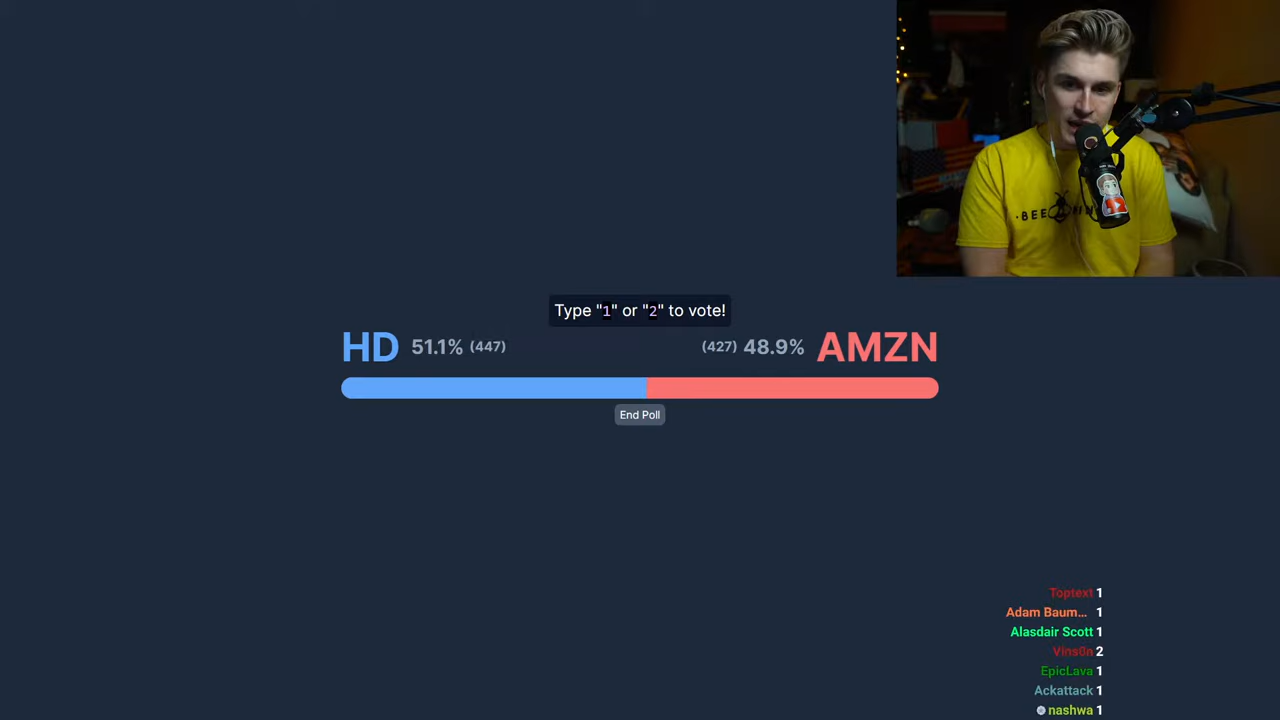 ·BEE
Type "1" or "2" to vote!
HD 51.1% (447) (427) 48.9% AMZN
End Poll
Toptext 1
Adam Baum… 1
Alasdair Scott 1
Vins0n 2
EpicLava 1
Ackattack 1
nashwa 1